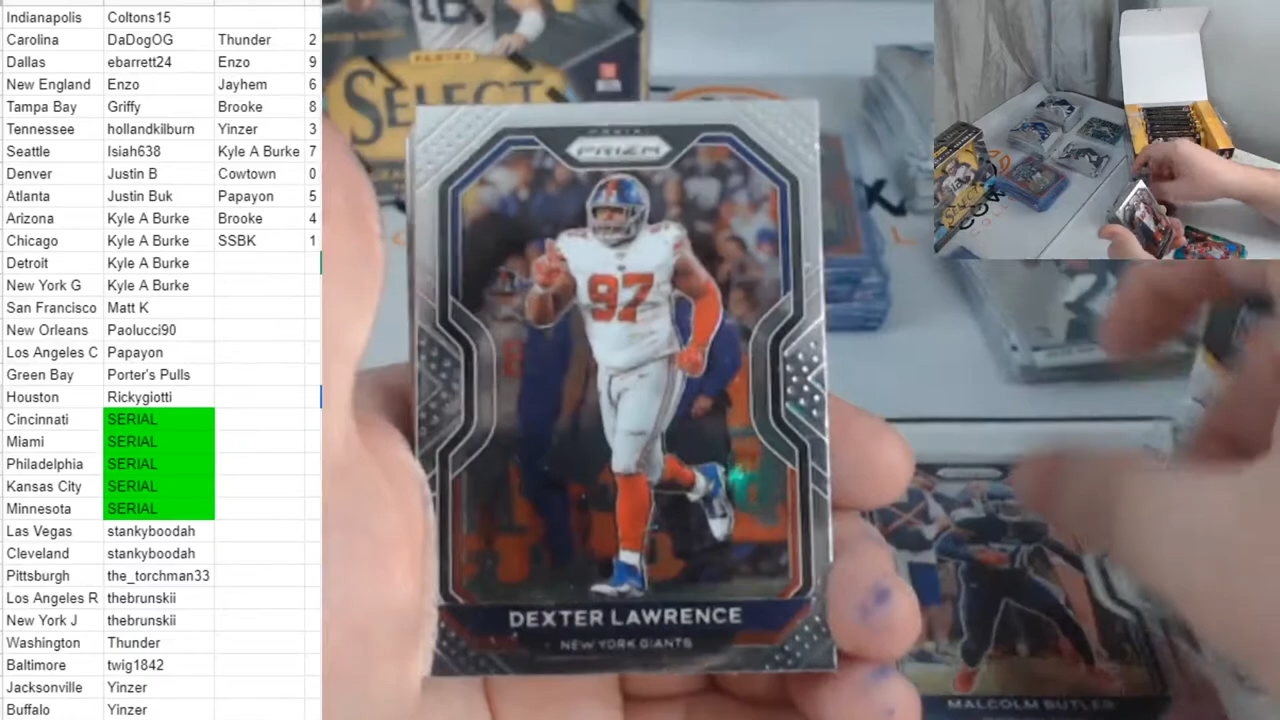 Indianapolis Coltons15
Carolina DaDogOG Thunder 2
Dallas ebarrett24 Enzo 9
New England Enzo Jayhem 6
Tampa Bay Griffy Brooke 8
Tennessee hollandkilburn Yinzer 3
Seattle Isiah638 Kyle A Burke 7
Denver Justin B Cowtown 0
Atlanta Justin Buk Papayon 5
Arizona Kyle A Burke Brooke 4
Chicago Kyle A Burke SSBK 1
Detroit Kyle A Burke
New York G Kyle A Burke
San Francisco Matt K
New Orleans Paolucci90
Los Angeles C Papayon
Green Bay Porter's Pulls
Houston Rickygiotti
Cincinnati SERIAL
Miami SERIAL
Philadelphia SERIAL
Kansas City SERIAL
Minnesota SERIAL
Las Vegas stankyboodah
Cleveland stankyboodah
Pittsburgh the_torchman33
Los Angeles R thebrunskii
New York J thebrunskii
Washington Thunder
Baltimore twig1842
Jacksonville Yinzer
Buffalo Yinzer
PANINI
SELECT
PANINI
PRIZM
97
DEXTER LAWRENCE
NEW YORK GIANTS
MALCOLM BUTLER
SELECT